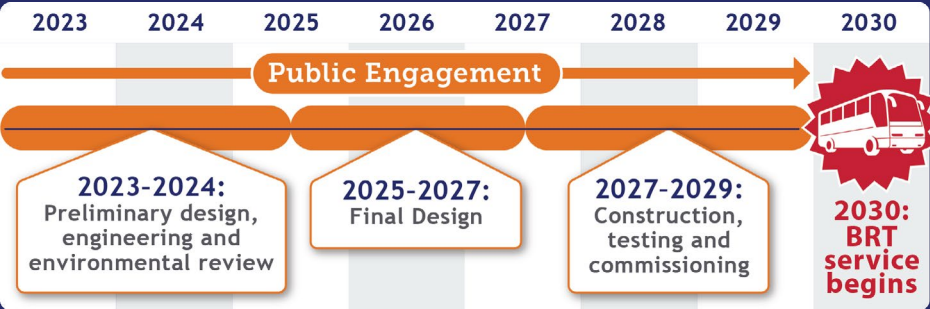 2023 2024 2025 2026 2027 2028 2029 2030
Public Engagement
2023-2024:
Preliminary design,
engineering and
environmental review
2025-2027:
Final Design
2027-2029:
Construction,
testing and
commissioning
2030:
BRT
service
begins